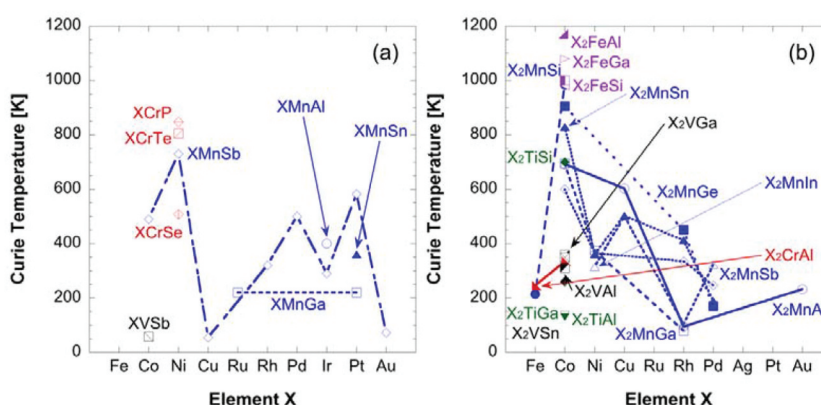 (a)
1200
1000
800
600
400
200
0
Curie Temperature [K]
XCrP
XCrTe
XMnSb
XMnAl
XMnSn
XCrSe
XMnGa
XVSb
Fe Co Ni Cu Ru Rh Pd Ir Pt Au
Element X
(b)
1200
1000
800
600
400
200
0
Curie Temperature [K]
X₂FeAl
X₂FeGa
X₂MnSi
X₂FeSi
X₂MnSn
X₂VGa
X₂TiSi
X₂MnIn
X₂MnGe
X₂CrAl
X₂MnSb
X₂VAl
X₂TiGa
X₂TiAl
X₂MnAl
X₂VSn
X₂MnGa
Fe Co Ni Cu Rh Pd Ag Pt Au
Element X